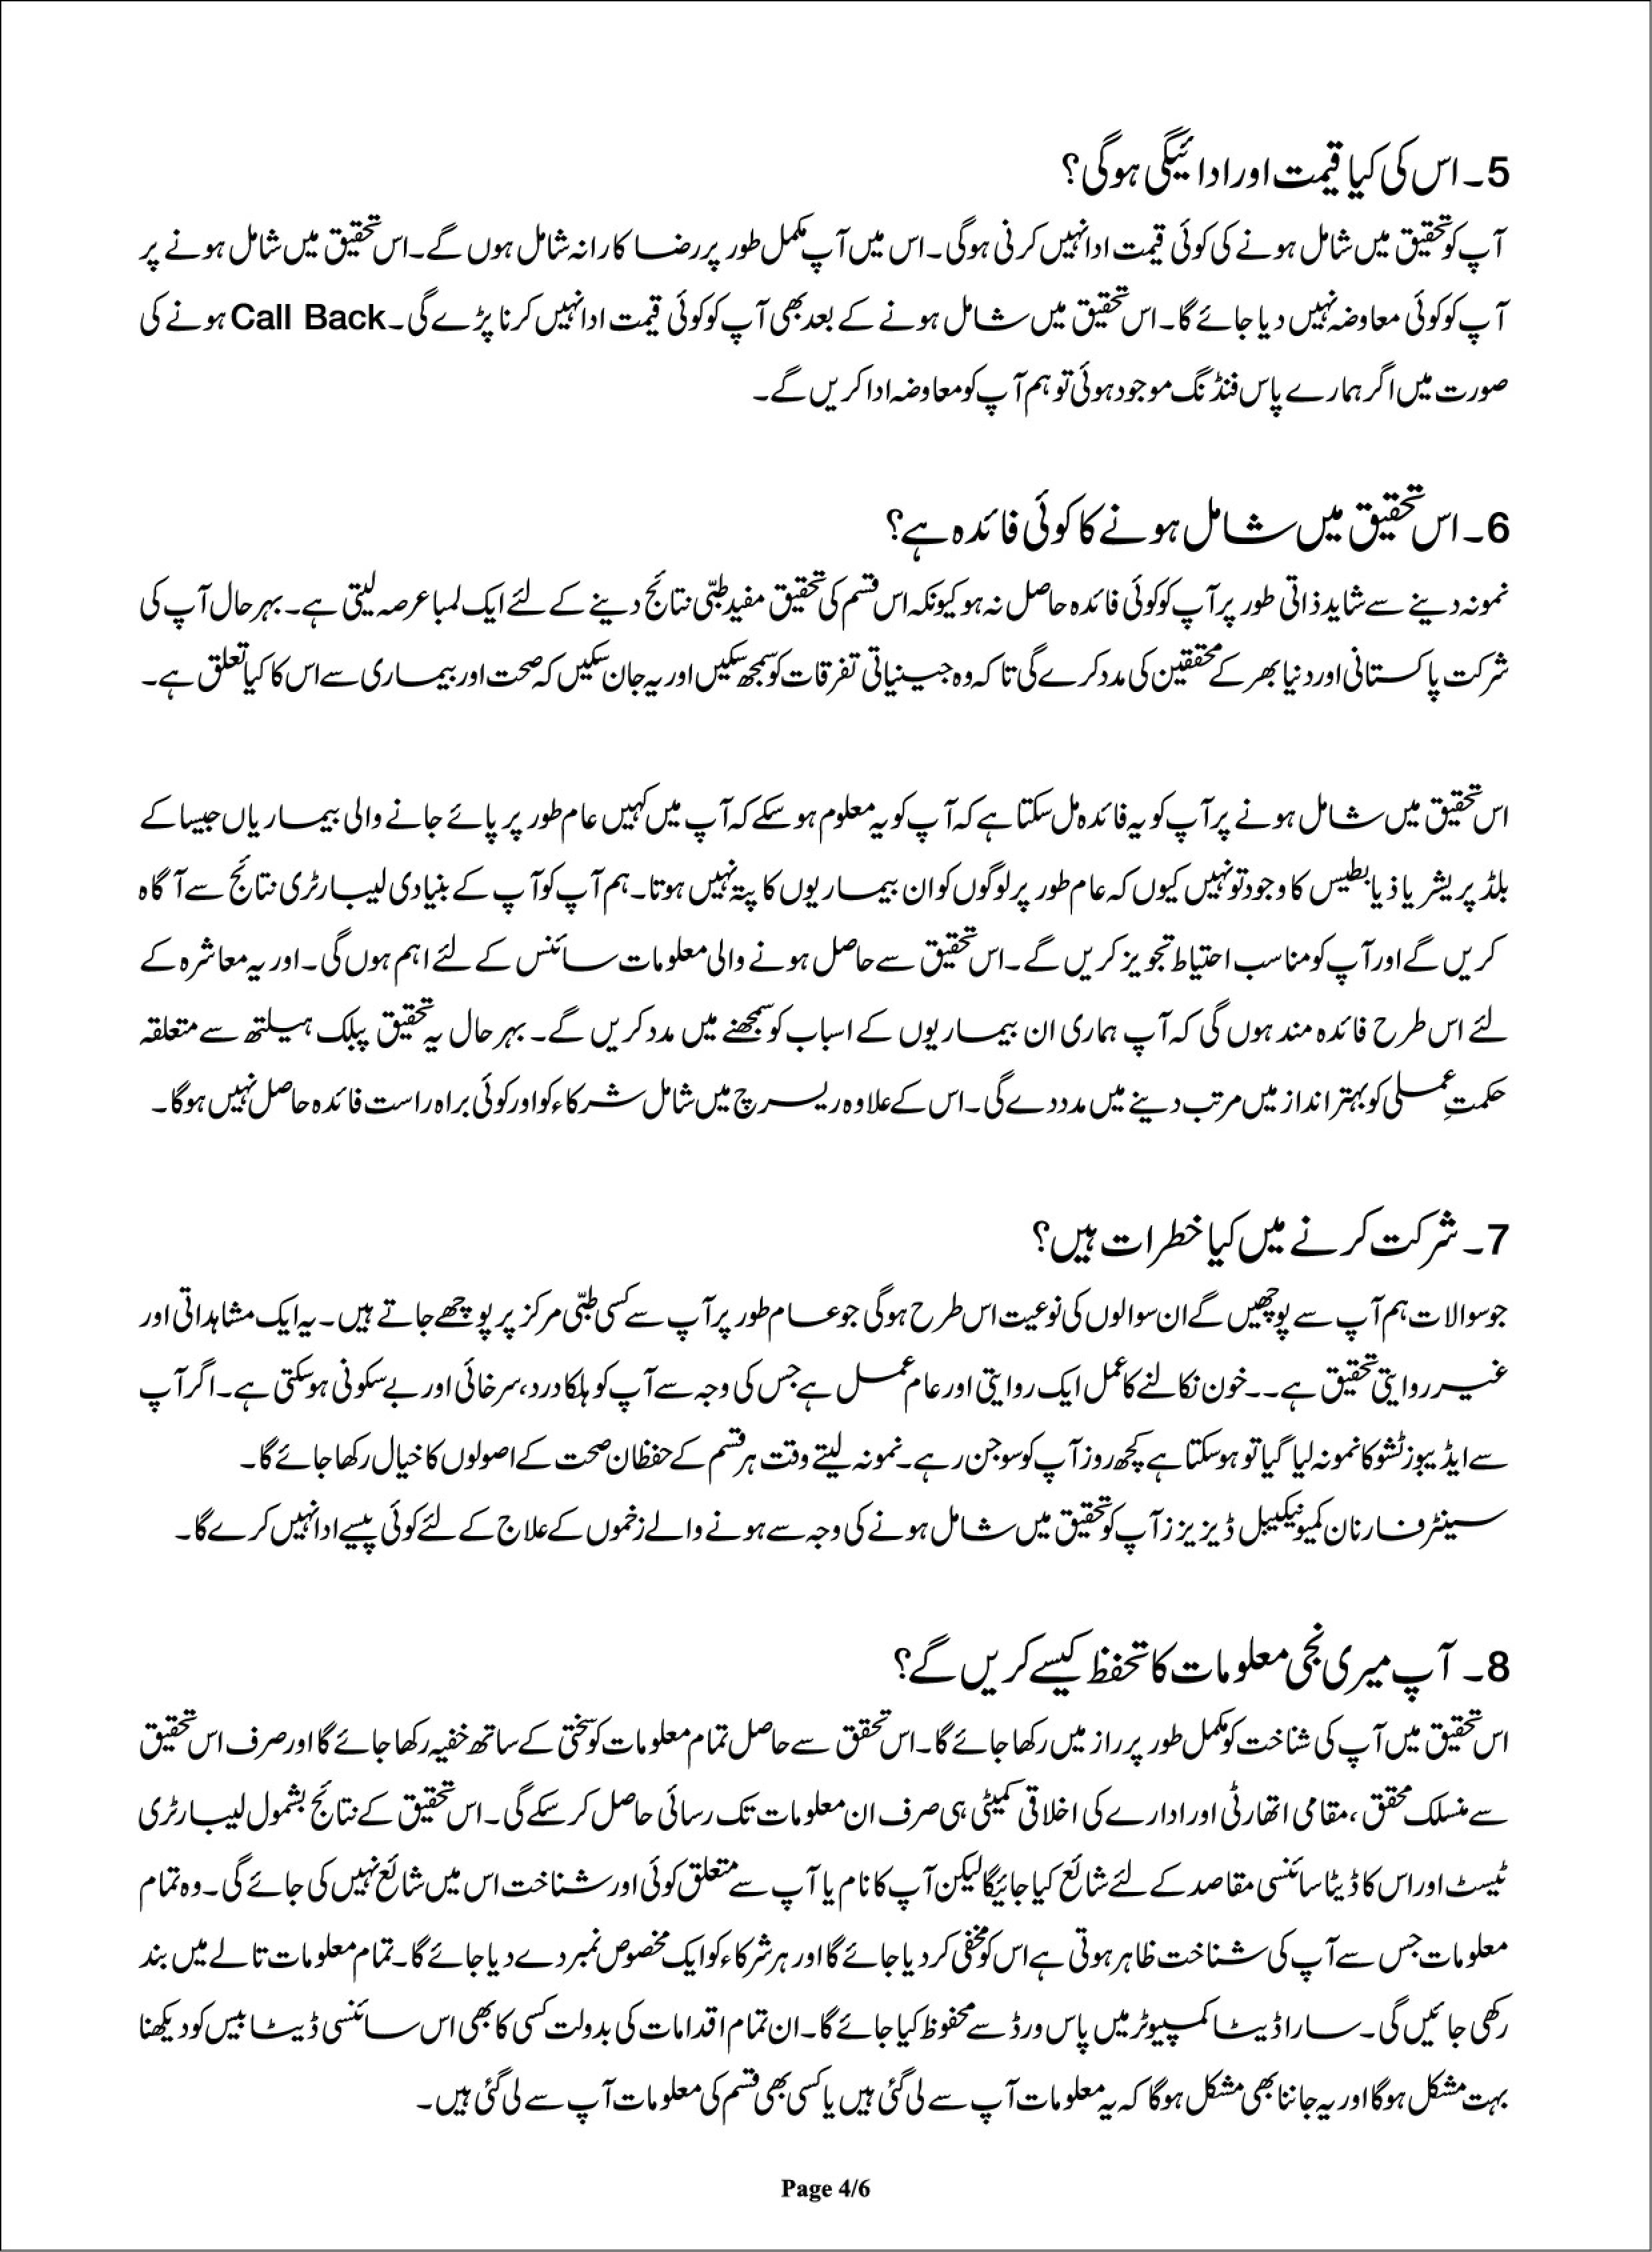 5۔ اس کی کیا قیمت اور ادائیگی ہوگی؟
آپ کو تحقیق میں شامل ہونے کی کوئی قیمت ادا نہیں کرنی ہوگی۔ اس میں آپ مکمل طور پر رضا کارانہ شامل ہوں گے۔ اس تحقیق میں شامل ہونے پر
آپ کو کوئی معاوضہ نہیں دیا جائے گا۔ اس تحقیق میں شامل ہونے کے بعد بھی آپ کو کوئی قیمت ادا نہیں کرنا پڑے گی۔ Call Back ہونے کی
صورت میں اگر ہمارے پاس فنڈنگ موجود ہوئی تو ہم آپ کو معاوضہ ادا کریں گے۔
6۔ اس تحقیق میں شامل ہونے کا کوئی فائدہ ہے؟
نمونہ دینے سے شاید ذاتی طور پر آپ کو کوئی فائدہ حاصل نہ ہو کیونکہ اس قسم کی تحقیق مفید طبّی نتائج دینے کے لئے ایک لمبا عرصہ لیتی ہے۔ بہرحال آپ کی
شرکت پاکستانی اور دنیا بھر کے محققین کی مدد کرے گی تا کہ وہ جینیاتی تفرقات کو سمجھ سکیں اور یہ جان سکیں کہ صحت اور بیماری سے اس کا کیا تعلق ہے۔
اس تحقیق میں شامل ہونے پر آپ کو یہ فائدہ مل سکتا ہے کہ آپ کو یہ معلوم ہو سکے کہ آپ میں کہیں عام طور پر پائے جانے والی بیماریاں جیسا کے
بلڈ پریشر یا ذیابطیس کا وجود تو نہیں کیوں کہ عام طور پر لوگوں کو ان بیماریوں کا پتہ نہیں ہوتا۔ ہم آپ کو آپ کے بنیادی لیبارٹری نتائج سے آگاہ
کریں گے اور آپ کو مناسب احتیاط تجویز کریں گے۔ اس تحقیق سے حاصل ہونے والی معلومات سائنس کے لئے اہم ہوں گی۔ اور یہ معاشرہ کے
لئے اس طرح فائدہ مند ہوں گی کہ آپ ہماری ان بیماریوں کے اسباب کو سمجھنے میں مدد کریں گے۔ بہرحال یہ تحقیق پبلک ہیلتھ سے متعلقہ
حکمتِ عملی کو بہتر انداز میں مرتب دینے میں مدد دے گی۔ اس کے علاوہ ریسرچ میں شامل شرکاء کو اور کوئی براہ راست فائدہ حاصل نہیں ہوگا۔
7۔ شرکت کرنے میں کیا خطرات ہیں؟
جو سوالات ہم آپ سے پوچھیں گے ان سوالوں کی نوعیت اس طرح ہوگی جو عام طور پر آپ سے کسی طبّی مرکز پر پوچھے جاتے ہیں۔ یہ ایک مشاہداتی اور
غیر روایتی تحقیق ہے۔۔ خون نکالنے کا عمل ایک روایتی اور عام عمل ہے جس کی وجہ سے آپ کو ہلکا درد، سرخائی اور بے سکونی ہو سکتی ہے۔ اگر آپ
سے ایڈیپوز ٹشو کا نمونہ لیا گیا تو ہو سکتا ہے کچھ روز آپ کو سوجن رہے۔ نمونہ لیتے وقت ہر قسم کے حفظان صحت کے اصولوں کا خیال رکھا جائے گا۔
سینٹر فار نان کمیونیکیبل ڈیزیزز آپ کو تحقیق میں شامل ہونے کی وجہ سے ہونے والے زخموں کے علاج کے لئے کوئی پیسے ادا نہیں کرے گا۔
8۔ آپ میری نجی معلومات کا تحفظ کیسے کریں گے؟
اس تحقیق میں آپ کی شناخت کو مکمل طور پر راز میں رکھا جائے گا۔ اس تحقق سے حاصل تمام معلومات کو سختی کے ساتھ خفیہ رکھا جائے گا اور صرف اس تحقیق
سے منسلک محقق، مقامی اتھارٹی اور ادارے کی اخلاقی کمیٹی ہی صرف ان معلومات تک رسائی حاصل کر سکے گی۔ اس تحقیق کے نتائج بشمول لیبارٹری
ٹیسٹ اور اس کا ڈیٹا سائنسی مقاصد کے لئے شائع کیا جائیگا لیکن آپ کا نام یا آپ سے متعلق کوئی اور شناخت اس میں شائع نہیں کی جائے گی۔ وہ تمام
معلومات جس سے آپ کی شناخت ظاہر ہوتی ہے اس کو مخفی کر دیا جائے گا اور ہر شرکاء کو ایک مخصوص نمبر دے دیا جائے گا۔ تمام معلومات تالے میں بند
رکھی جائیں گی۔ سارا ڈیٹا کمپیوٹر میں پاس ورڈ سے محفوظ کیا جائے گا۔ ان تمام اقدامات کی بدولت کسی کا بھی اس سائنسی ڈیٹا بیس کو دیکھنا
بہت مشکل ہوگا اور یہ جاننا بھی مشکل ہوگا کہ یہ معلومات آپ سے لی گئی ہیں یا کسی بھی قسم کی معلومات آپ سے لی گئی ہیں۔
Page 4/6